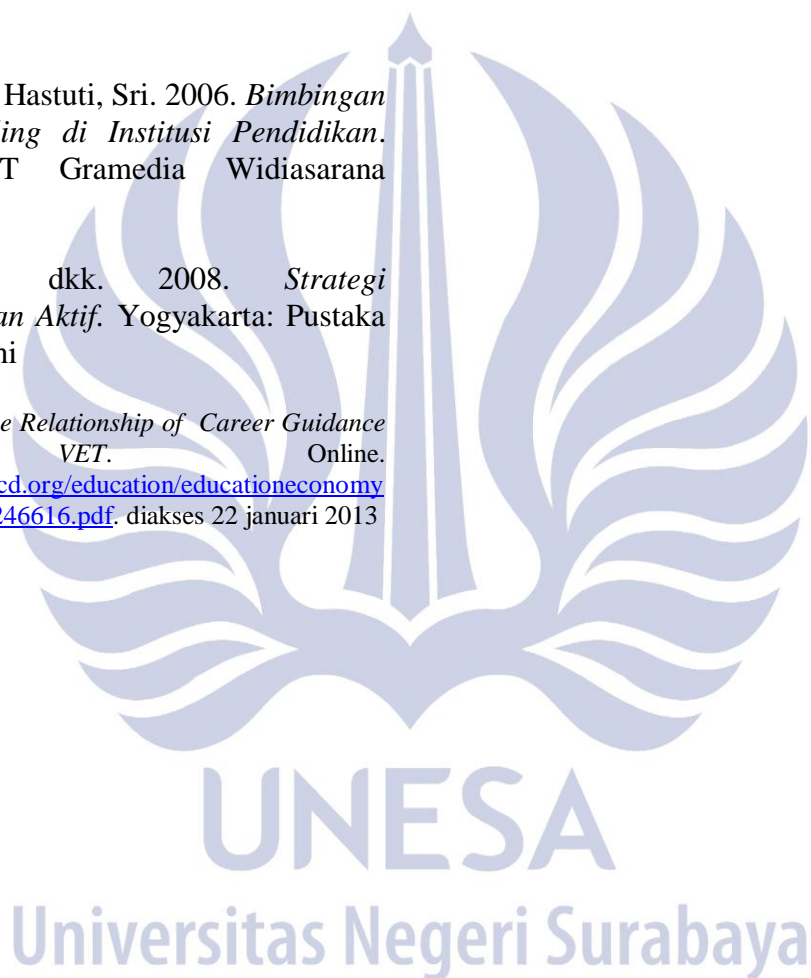 Hastuti, Sri. 2006. Bimbingan
ling di Institusi Pendidikan.
T Gramedia Widiasarana
dkk. 2008. Strategi
an Aktif. Yogyakarta: Pustaka
ni
e Relationship of Career Guidance
VET. Online.
cd.org/education/educationeconomy
246616.pdf. diakses 22 januari 2013
UNESA
Universitas Negeri Surabaya